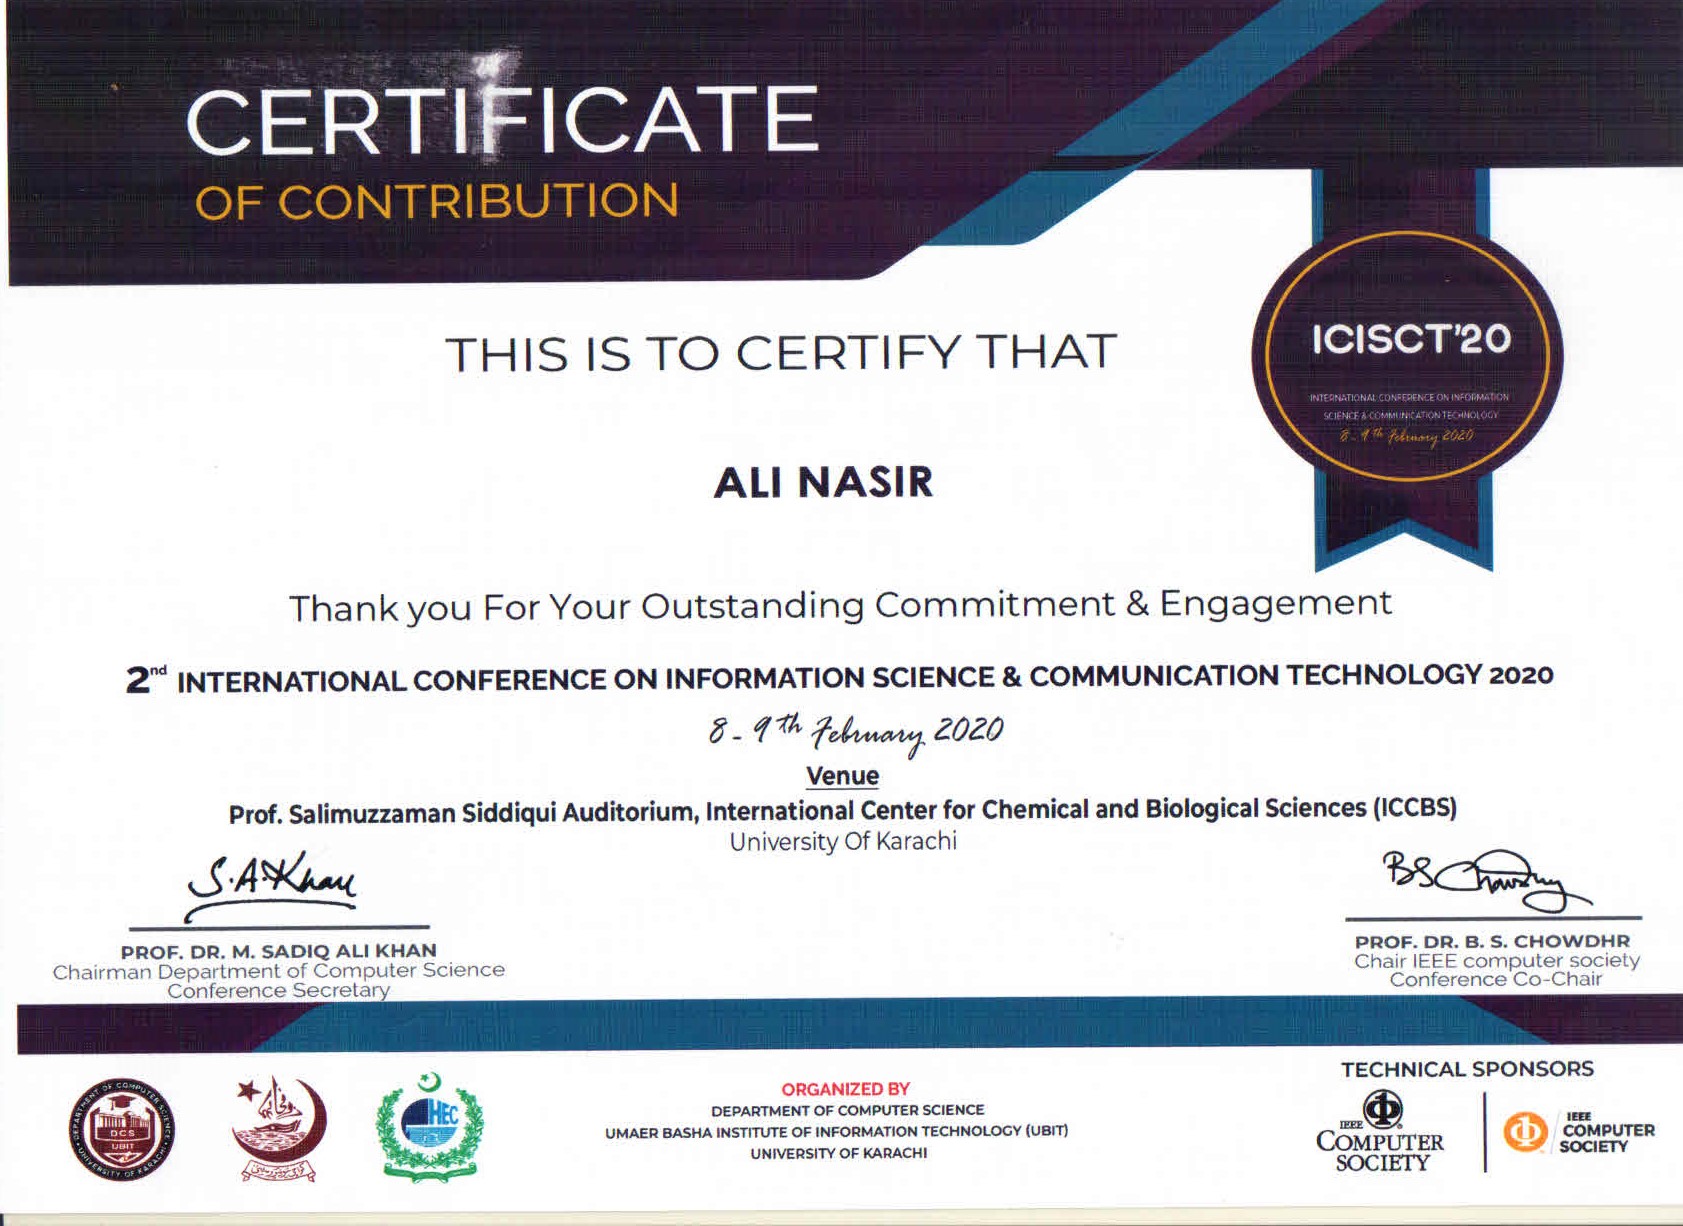 CERTIFICATE
OF CONTRIBUTION
ICISCT'20
INTERNATIONAL CONFERENCE ON INFORMATION
SCIENCE & COMMUNICATION TECHNOLOGY
8 - 9th February 2020
THIS IS TO CERTIFY THAT
ALI NASIR
Thank you For Your Outstanding Commitment & Engagement
2nd INTERNATIONAL CONFERENCE ON INFORMATION SCIENCE & COMMUNICATION TECHNOLOGY 2020
8 - 9th February 2020
Venue
Prof. Salimuzzaman Siddiqui Auditorium, International Center for Chemical and Biological Sciences (ICCBS)
University Of Karachi
S.A.Khan
PROF. DR. M. SADIQ ALI KHAN
Chairman Department of Computer Science
Conference Secretary
BSChowdhry
PROF. DR. B. S. CHOWDHR
Chair IEEE computer society
Conference Co-Chair
DEPARTMENT OF COMPUTER SCIENCE
DCS
UBIT
UNIVERSITY OF KARACHI
HEC
ORGANIZED BY
DEPARTMENT OF COMPUTER SCIENCE
UMAER BASHA INSTITUTE OF INFORMATION TECHNOLOGY (UBIT)
UNIVERSITY OF KARACHI
TECHNICAL SPONSORS
IEEE
COMPUTER
SOCIETY
IEEE
COMPUTER
SOCIETY